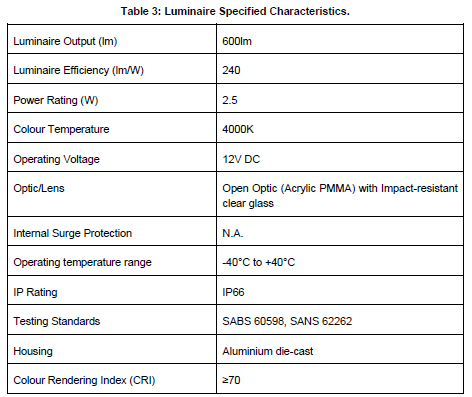 Table 3: Luminaire Specified Characteristics.
Luminaire Output (lm) 600lm
Luminaire Efficiency (lm/W) 240
Power Rating (W) 2.5
Colour Temperature 4000K
Operating Voltage 12V DC
Optic/Lens Open Optic (Acrylic PMMA) with Impact-resistant
clear glass
Internal Surge Protection N.A.
Operating temperature range -40°C to +40°C
IP Rating IP66
Testing Standards SABS 60598, SANS 62262
Housing Aluminium die-cast
Colour Rendering Index (CRI) ≥70